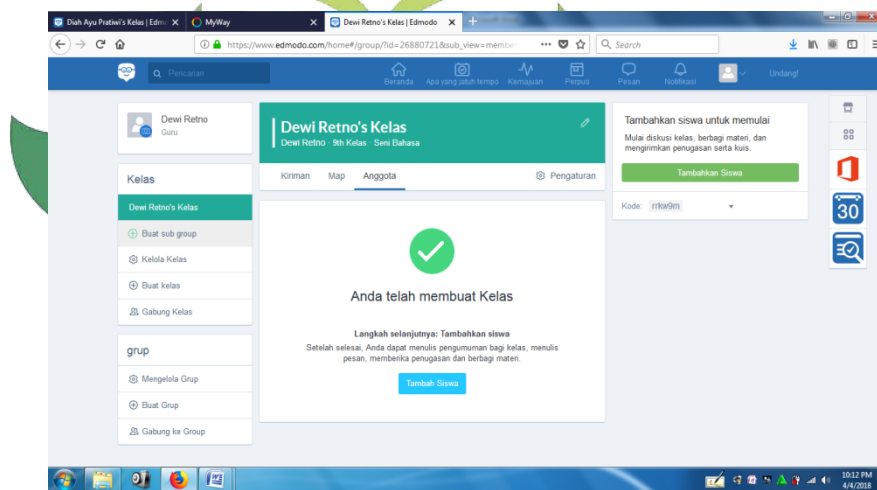 Diah Ayu Pratiwi's Kelas | Edm
MyWay
Dewi Retno's Kelas | Edmodo
https://www.edmodo.com/home#/group/?id=26880721&sub_view=member
Search
Pencarian
Beranda
Apa yang jatuh tempo
Kemajuan
Perpus
Pesan
Notifikasi
Undang!
Dewi Retno
Guru
Kelas
Dewi Retno's Kelas
Buat sub group
Kelola Kelas
Buat kelas
Gabung Kelas
grup
Mengelola Grup
Buat Grup
Gabung ke Group
Dewi Retno's Kelas
Dewi Retno · 9th Kelas · Seni Bahasa
Kiriman Map Anggota Pengaturan
Anda telah membuat Kelas
Langkah selanjutnya: Tambahkan siswa
Setelah selesai, Anda dapat menulis pengumuman bagi kelas, menulis
pesan, memberika penugasan dan berbagi materi.
Tambah Siswa
Tambahkan siswa untuk memulai
Mulai diskusi kelas, berbagi materi, dan
mengirimkan penugasan serta kuis.
Tambahkan Siswa
Kode: rrkw9m
30
10:12 PM
4/4/2018